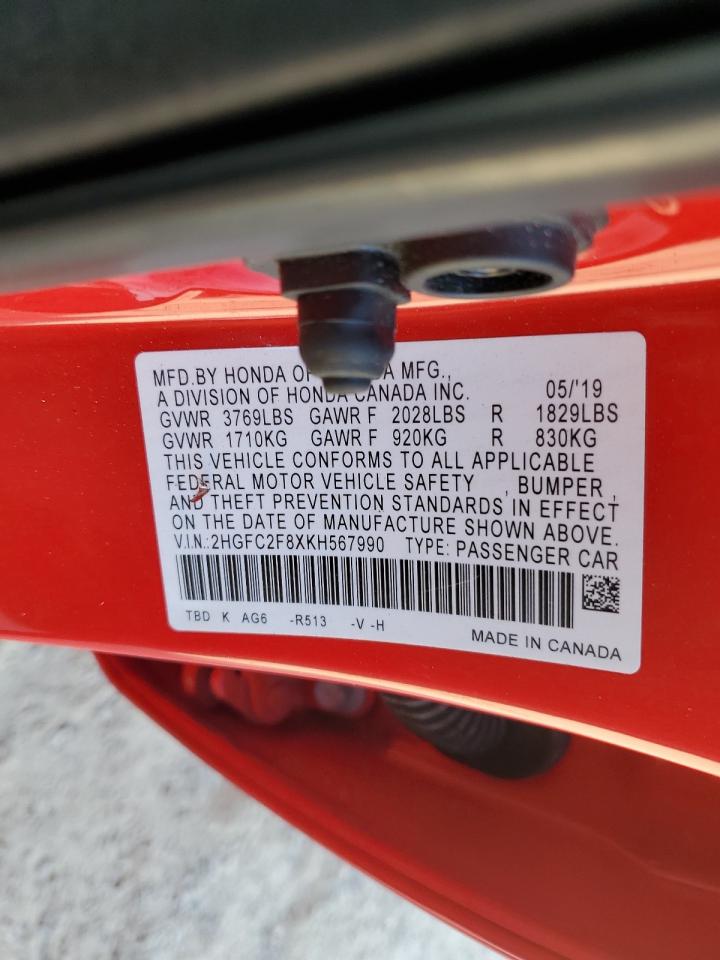 MFD.BY HONDA OF A MFG.,
A DIVISION OF HONDA CANADA INC. 05/'19
GVWR 3769LBS GAWR F 2028LBS R 1829LBS
GVWR 1710KG GAWR F 920KG R 830KG
THIS VEHICLE CONFORMS TO ALL APPLICABLE
FEDERAL MOTOR VEHICLE SAFETY , BUMPER ,
AND THEFT PREVENTION STANDARDS IN EFFECT
ON THE DATE OF MANUFACTURE SHOWN ABOVE.
V.I.N.:2HGFC2F8XKH567990 TYPE: PASSENGER CAR
TBD K AG6 -R513 -V -H
MADE IN CANADA